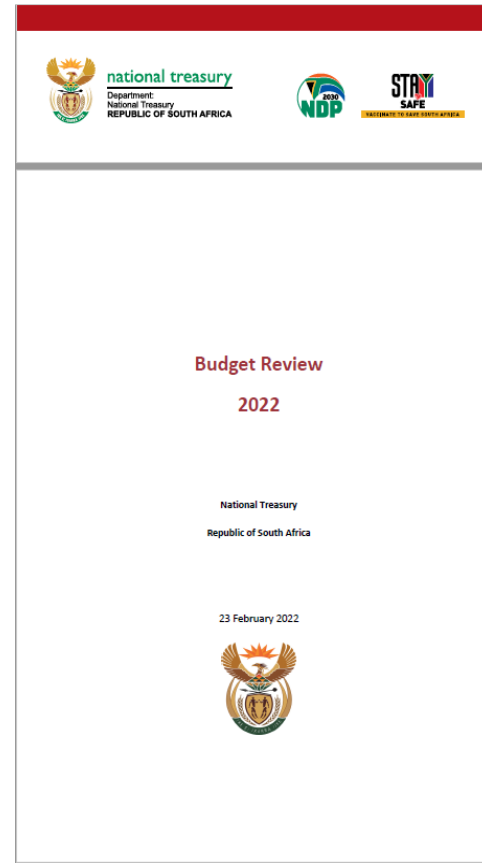 national treasury
Department:
National Treasury
REPUBLIC OF SOUTH AFRICA
2030
NDP
STAY
SAFE
VACCINATE TO SAVE SOUTH AFRICA
Budget Review
2022
National Treasury
Republic of South Africa
23 February 2022